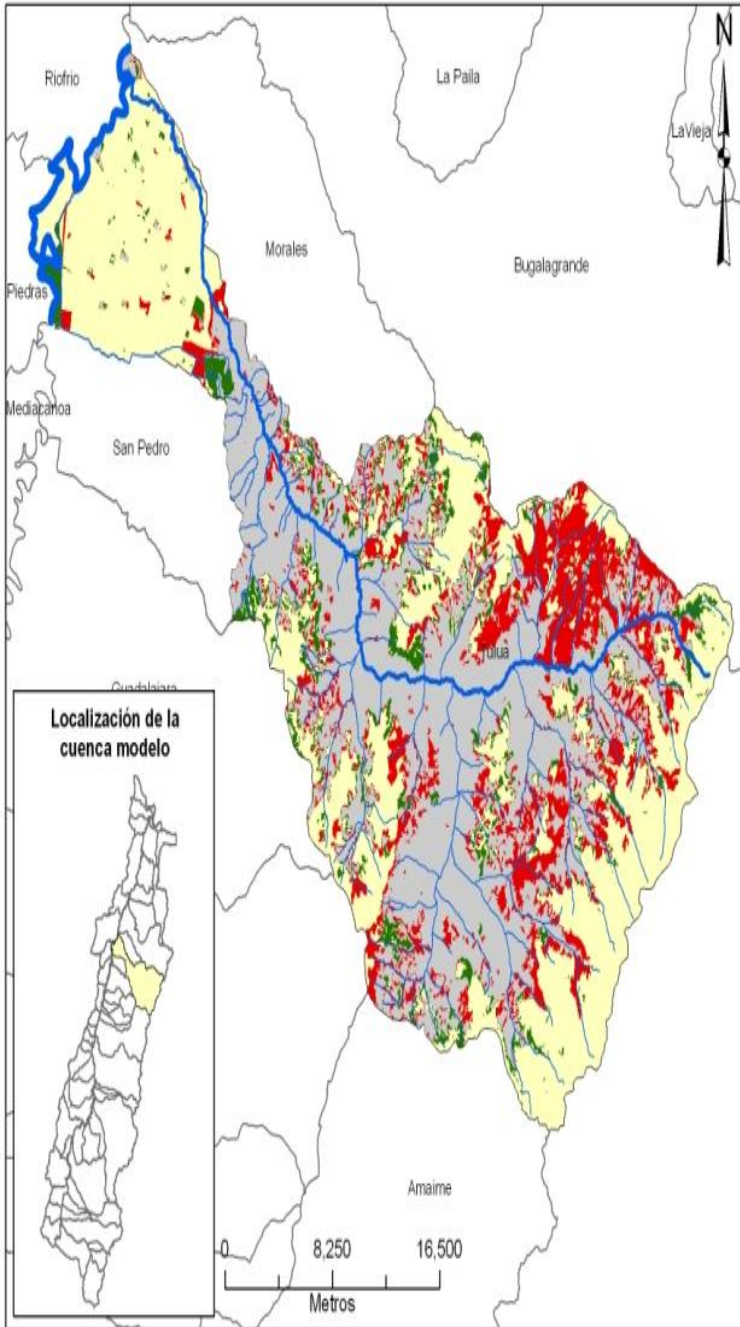 N
Riofrio
La Paila
LaVieja
Morales
Bugalagrande
Piedras
Mediacanoa
San Pedro
Tulua
Guadalajara
Localización de la
cuenca modelo
Amaime
0 8,250 16,500
Metros